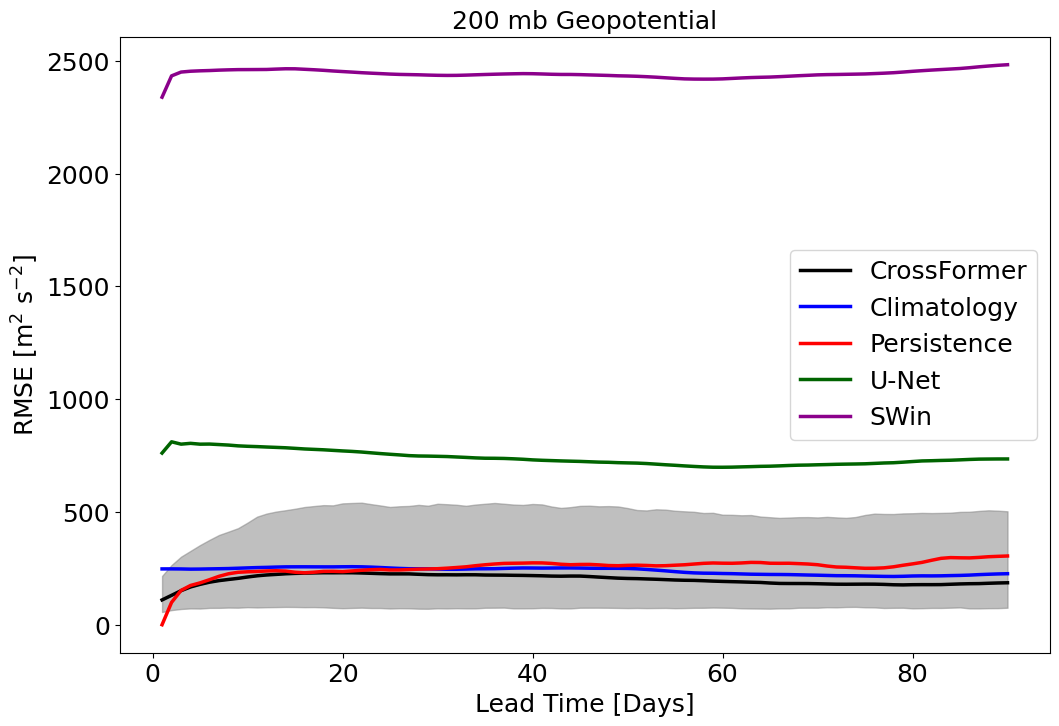 200 mb Geopotential
2500
2000
1500
1000
500
0
RMSE [m² s⁻²]
CrossFormer
Climatology
Persistence
U-Net
SWin
0 20 40 60 80
Lead Time [Days]